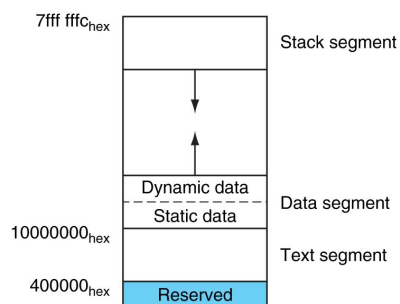 7fff fffchex
Stack segment
Dynamic data
Data segment
Static data
10000000hex
Text segment
400000hex
Reserved